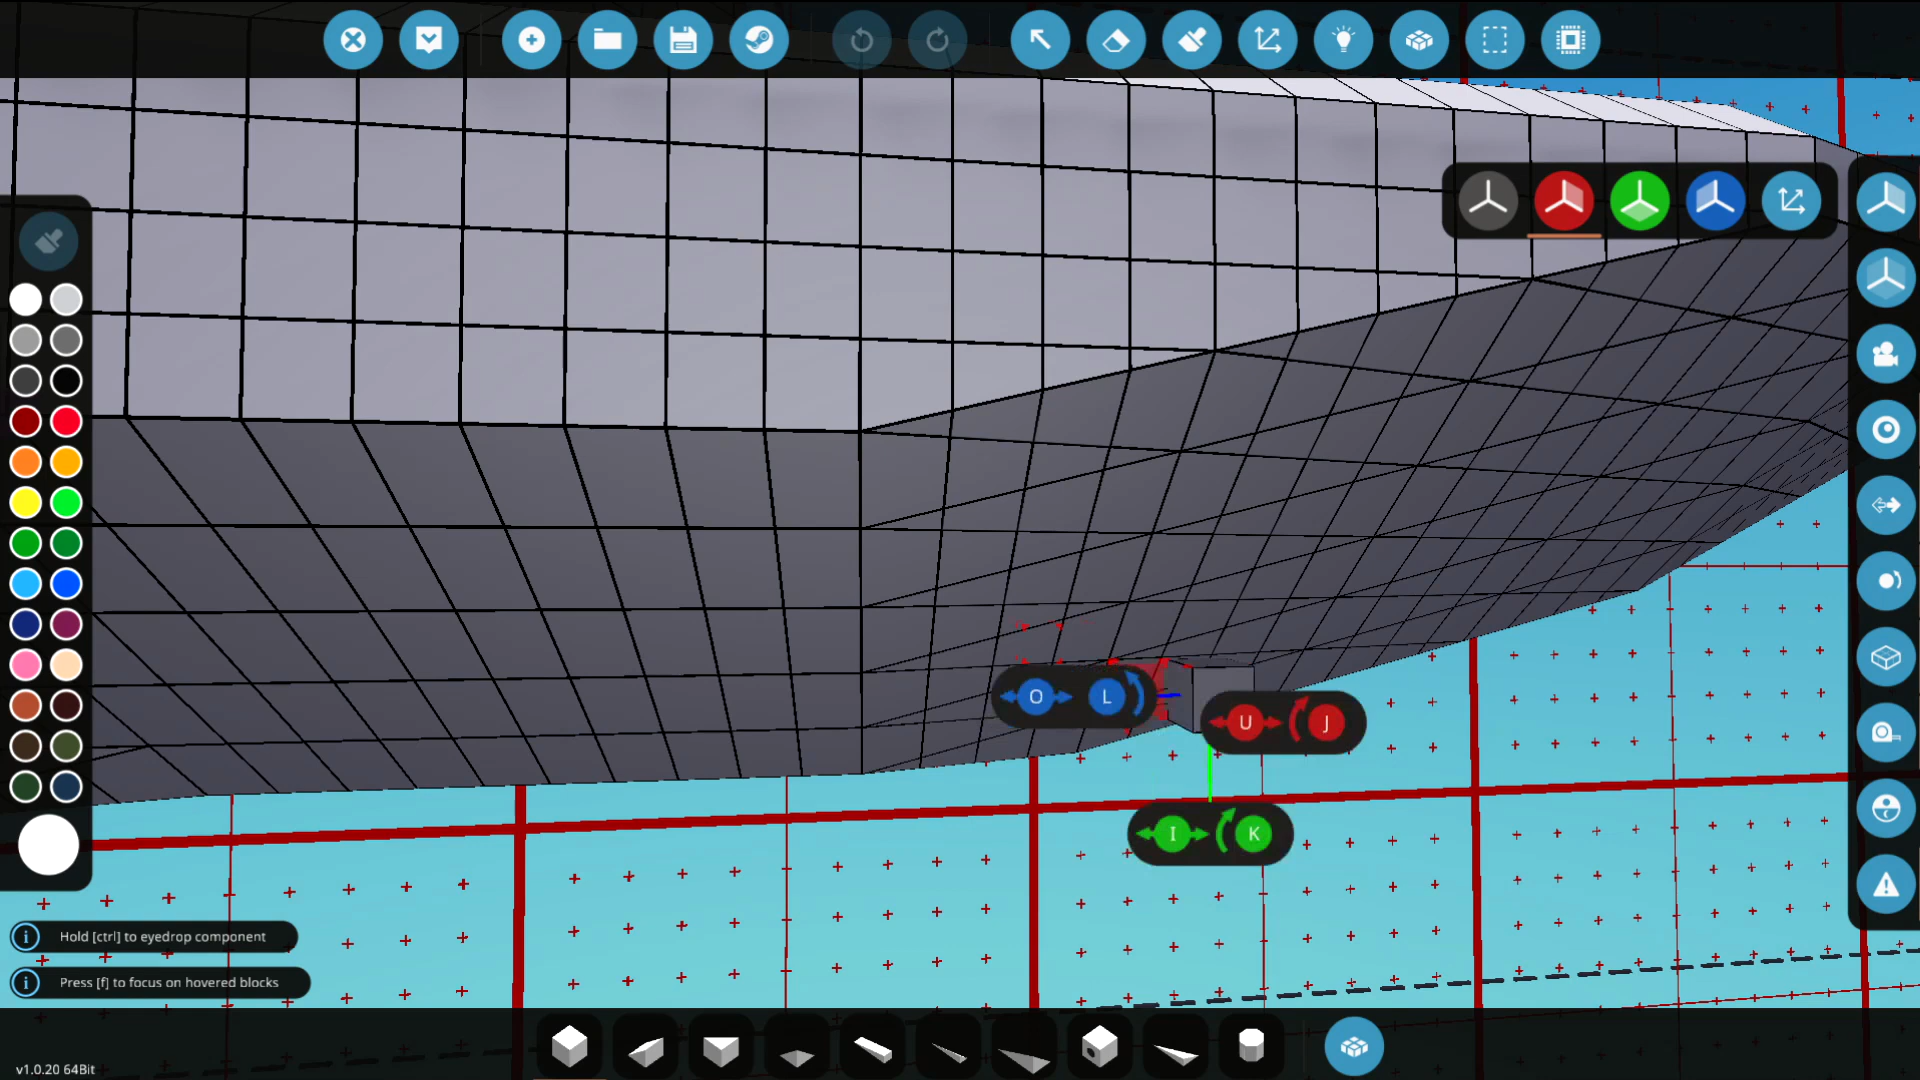 O L
U J
I K
Hold [ctrl] to eyedrop component
Press [f] to focus on hovered blocks
v1.0.20 64Bit